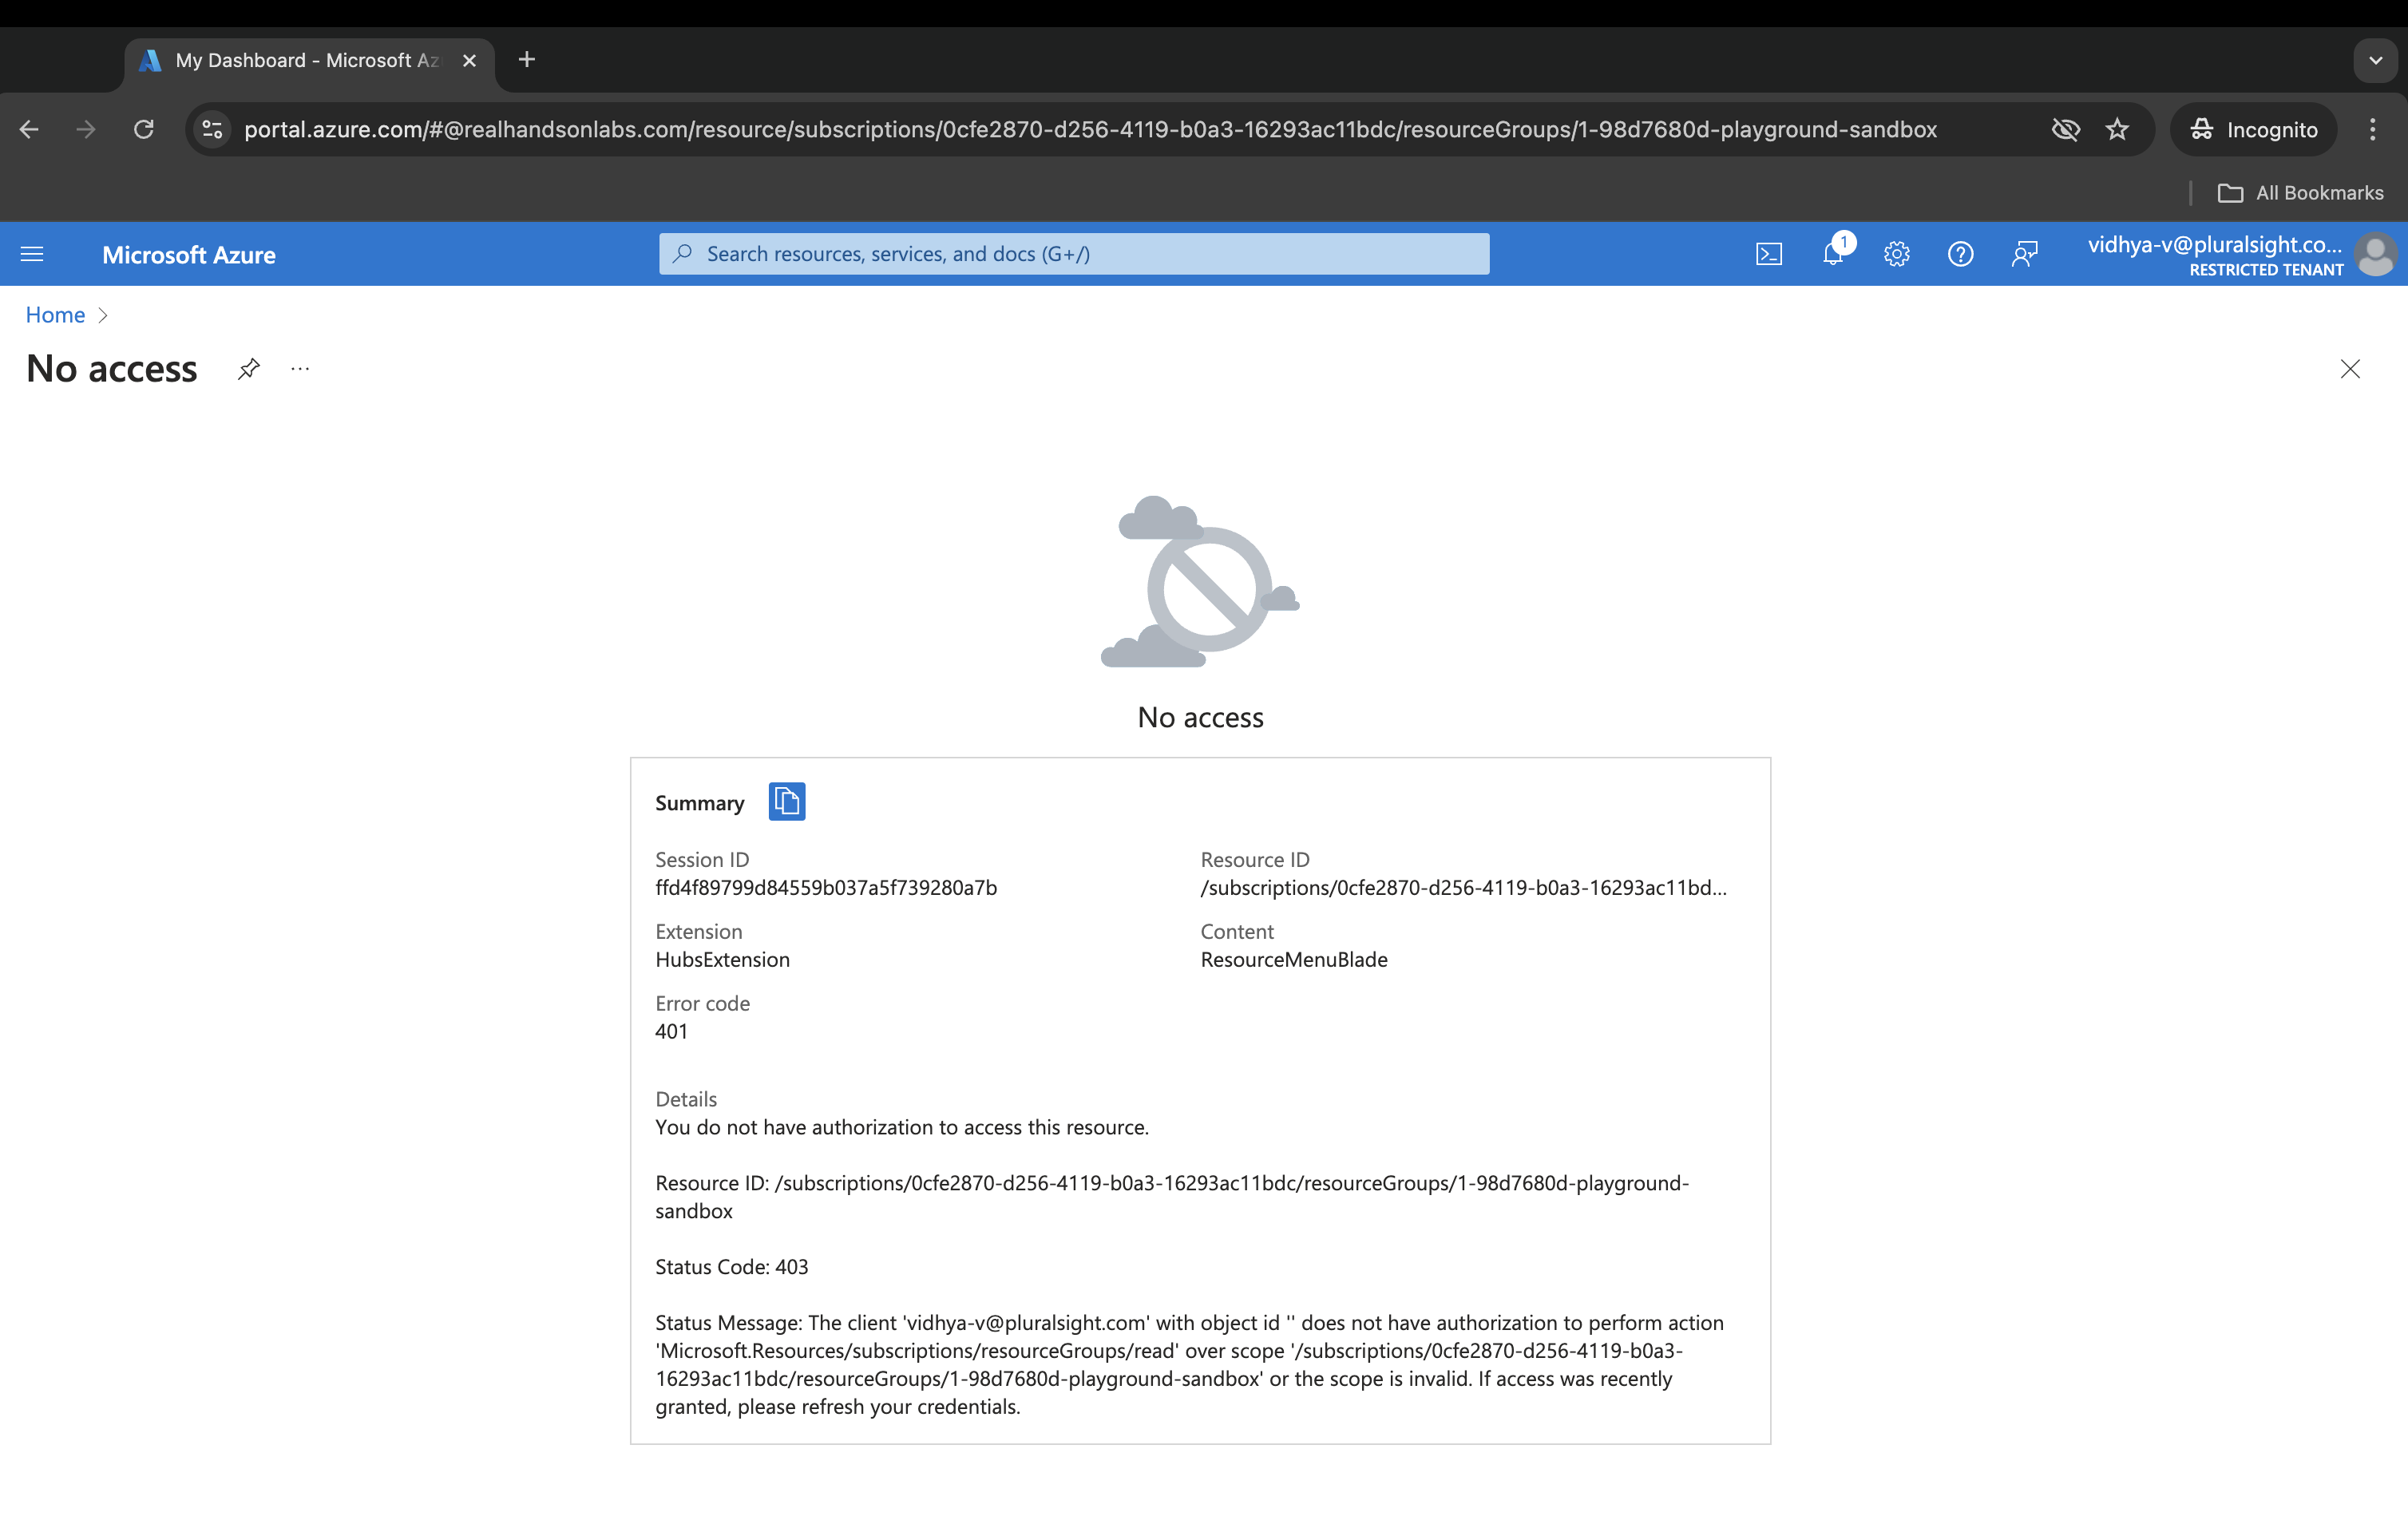 My Dashboard - Microsoft Az
portal.azure.com/#@realhandsonlabs.com/resource/subscriptions/0cfe2870-d256-4119-b0a3-16293ac11bdc/resourceGroups/1-98d7680d-playground-sandbox
Incognito
All Bookmarks
Microsoft Azure
Search resources, services, and docs (G+/)
1
vidhya-v@pluralsight.co...
RESTRICTED TENANT
Home
No access
No access
Summary
Session ID
ffd4f89799d84559b037a5f739280a7b
Resource ID
/subscriptions/0cfe2870-d256-4119-b0a3-16293ac11bd...
Extension
HubsExtension
Content
ResourceMenuBlade
Error code
401
Details
You do not have authorization to access this resource.
Resource ID: /subscriptions/0cfe2870-d256-4119-b0a3-16293ac11bdc/resourceGroups/1-98d7680d-playground-
sandbox
Status Code: 403
Status Message: The client 'vidhya-v@pluralsight.com' with object id '' does not have authorization to perform action
'Microsoft.Resources/subscriptions/resourceGroups/read' over scope '/subscriptions/0cfe2870-d256-4119-b0a3-
16293ac11bdc/resourceGroups/1-98d7680d-playground-sandbox' or the scope is invalid. If access was recently
granted, please refresh your credentials.